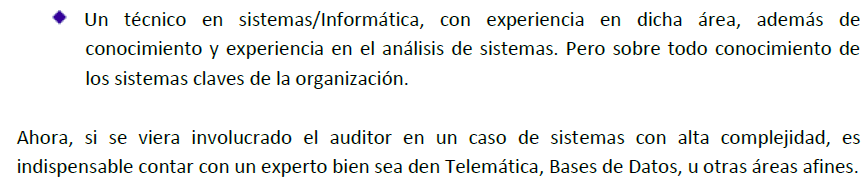 Un técnico en sistemas/Informática, con experiencia en dicha área, además de
conocimiento y experiencia en el análisis de sistemas. Pero sobre todo conocimiento de
los sistemas claves de la organización.
Ahora, si se viera involucrado el auditor en un caso de sistemas con alta complejidad, es
indispensable contar con un experto bien sea den Telemática, Bases de Datos, u otras áreas afines.